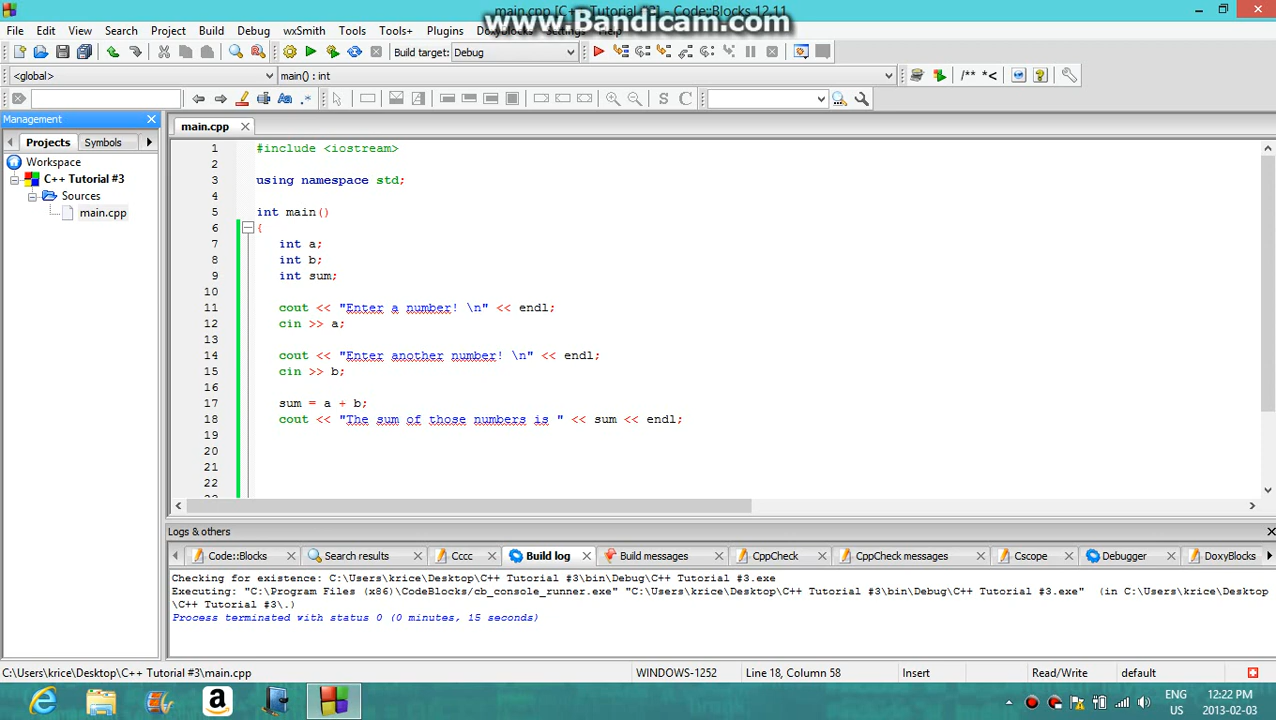 main.cpp [C++ Tutorial #3] - Code::Blocks 12.11
www.Bandicam.com
File Edit View Search Project Build Debug wxSmith Tools Tools+ Plugins Doxyblocks Settings Help
Build target: Debug
<global> main() : int
/** *<
S C
Management
Projects Symbols
Workspace
C++ Tutorial #3
Sources
main.cpp
main.cpp
1 #include <iostream>
2
3 using namespace std;
4
5 int main()
6 {
7 int a;
8 int b;
9 int sum;
10
11 cout << "Enter a number! \n" << endl;
12 cin >> a;
13
14 cout << "Enter another number! \n" << endl;
15 cin >> b;
16
17 sum = a + b;
18 cout << "The sum of those numbers is " << sum << endl;
19
20
21
22
Logs & others
Code::Blocks Search results Cccc Build log Build messages CppCheck CppCheck messages Cscope Debugger DoxyBlocks
Checking for existence: C:\Users\krice\Desktop\C++ Tutorial #3\bin\Debug\C++ Tutorial #3.exe
Executing: "C:\Program Files (x86)\CodeBlocks/cb_console_runner.exe" "C:\Users\krice\Desktop\C++ Tutorial #3\bin\Debug\C++ Tutorial #3.exe" (in C:\Users\krice\Desktop
\C++ Tutorial #3\.)
Process terminated with status 0 (0 minutes, 15 seconds)
C:\Users\krice\Desktop\C++ Tutorial #3\main.cpp WINDOWS-1252 Line 18, Column 58 Insert Read/Write default
ENG 12:22 PM
US 2013-02-03